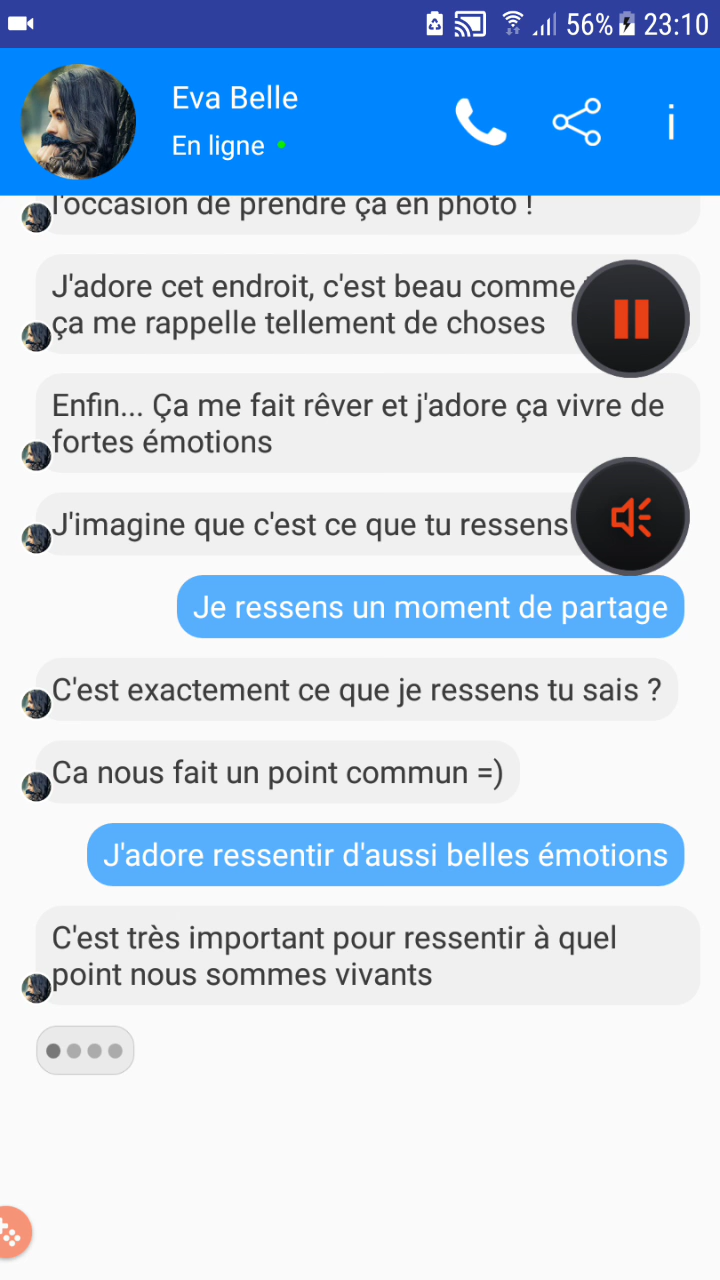 56% 23:10
Eva Belle
En ligne
l'occasion de prendre ça en photo !
J'adore cet endroit, c'est beau comme
ça me rappelle tellement de choses
Enfin... Ça me fait rêver et j'adore ça vivre de
fortes émotions
J'imagine que c'est ce que tu ressens
Je ressens un moment de partage
C'est exactement ce que je ressens tu sais ?
Ca nous fait un point commun =)
J'adore ressentir d'aussi belles émotions
C'est très important pour ressentir à quel
point nous sommes vivants